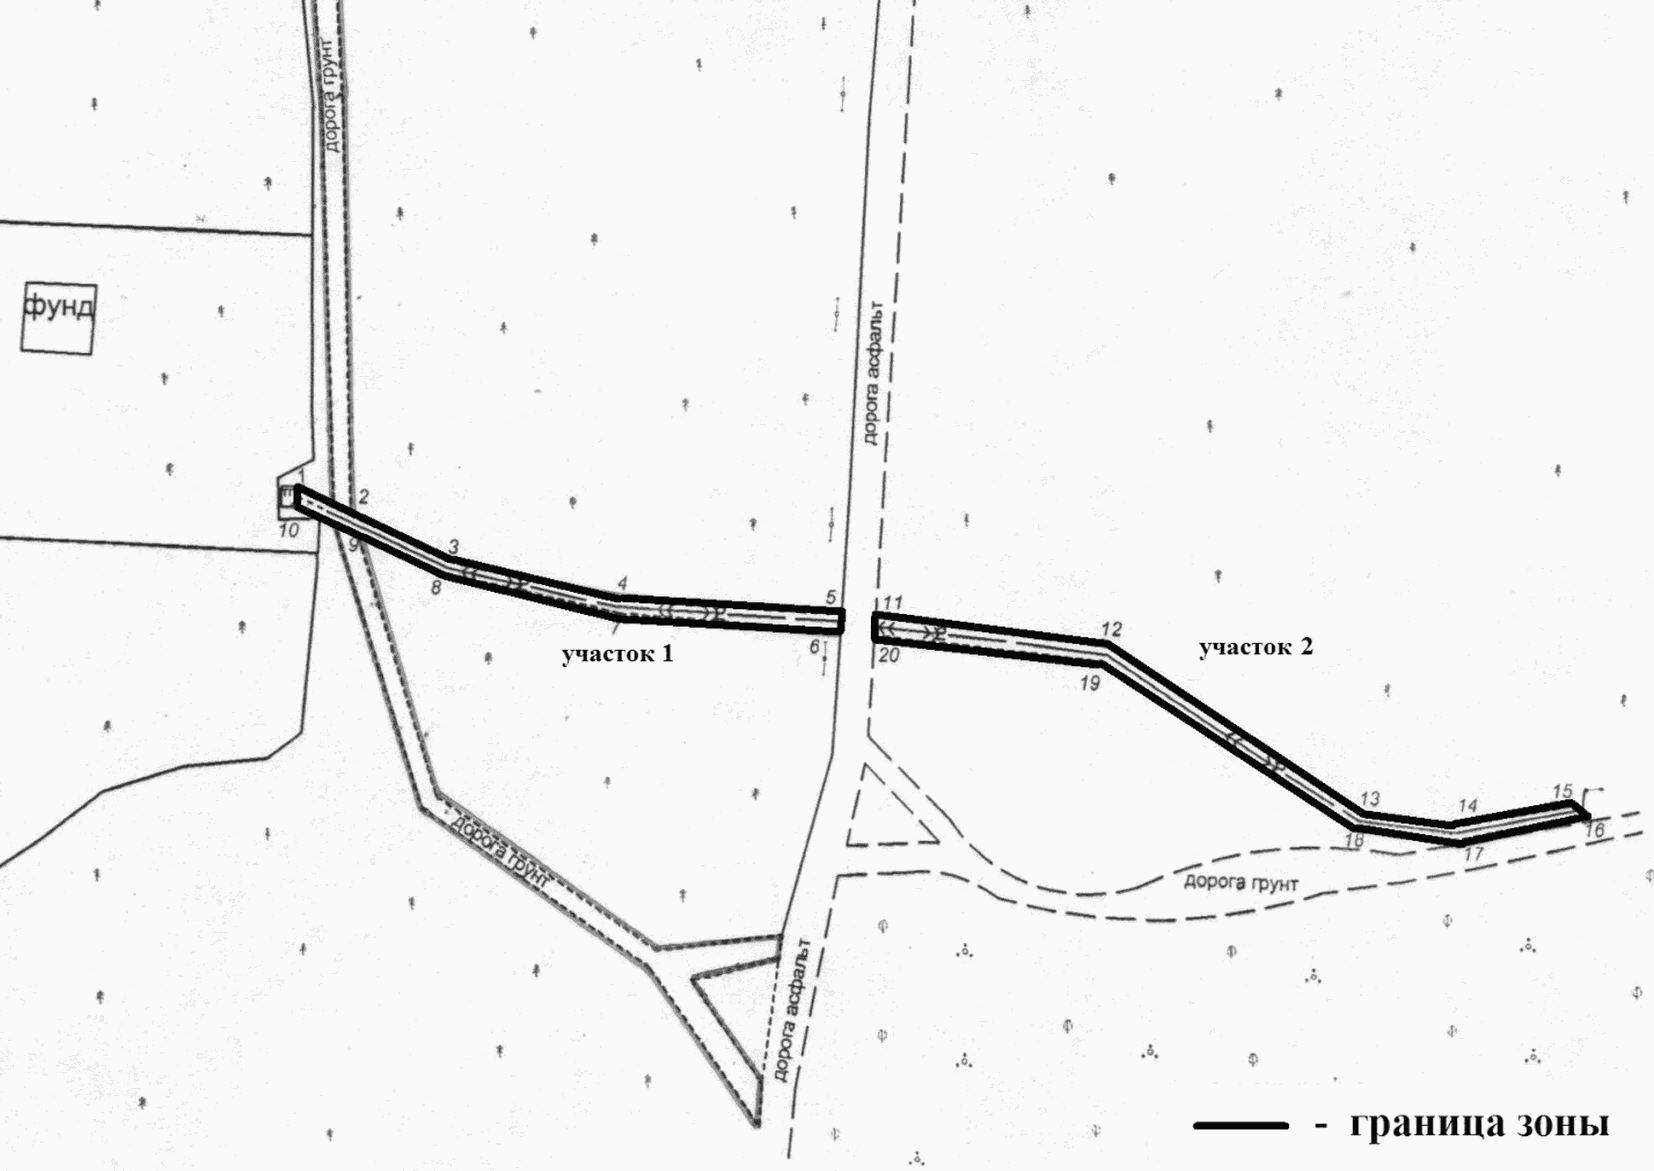 дорога грунт
фунд
дорога асфальт
1
2
10
9
3
8
4
7
5
6
участок 1
11
20
12
19
участок 2
13
18
14
17
15
16
дорога грунт
дорога грунт
дорога асфальт
- граница зоны